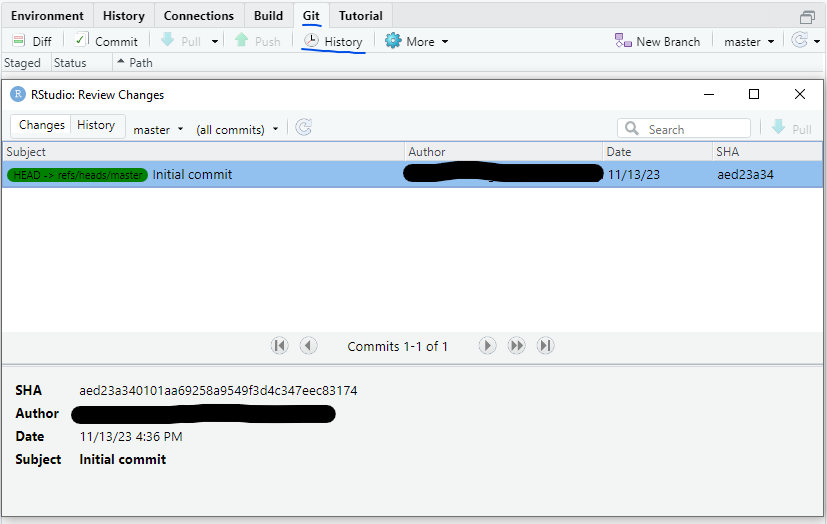 Environment History Connections Build Git Tutorial
Diff Commit Pull Push History More New Branch master
Staged Status Path
R RStudio: Review Changes
Changes History master (all commits) Search Pull
Subject Author Date SHA
HEAD -> refs/heads/master Initial commit 11/13/23 aed23a34
Commits 1-1 of 1
SHA aed23a340101aa69258a9549f3d4c347eec83174
Author
Date 11/13/23 4:36 PM
Subject Initial commit